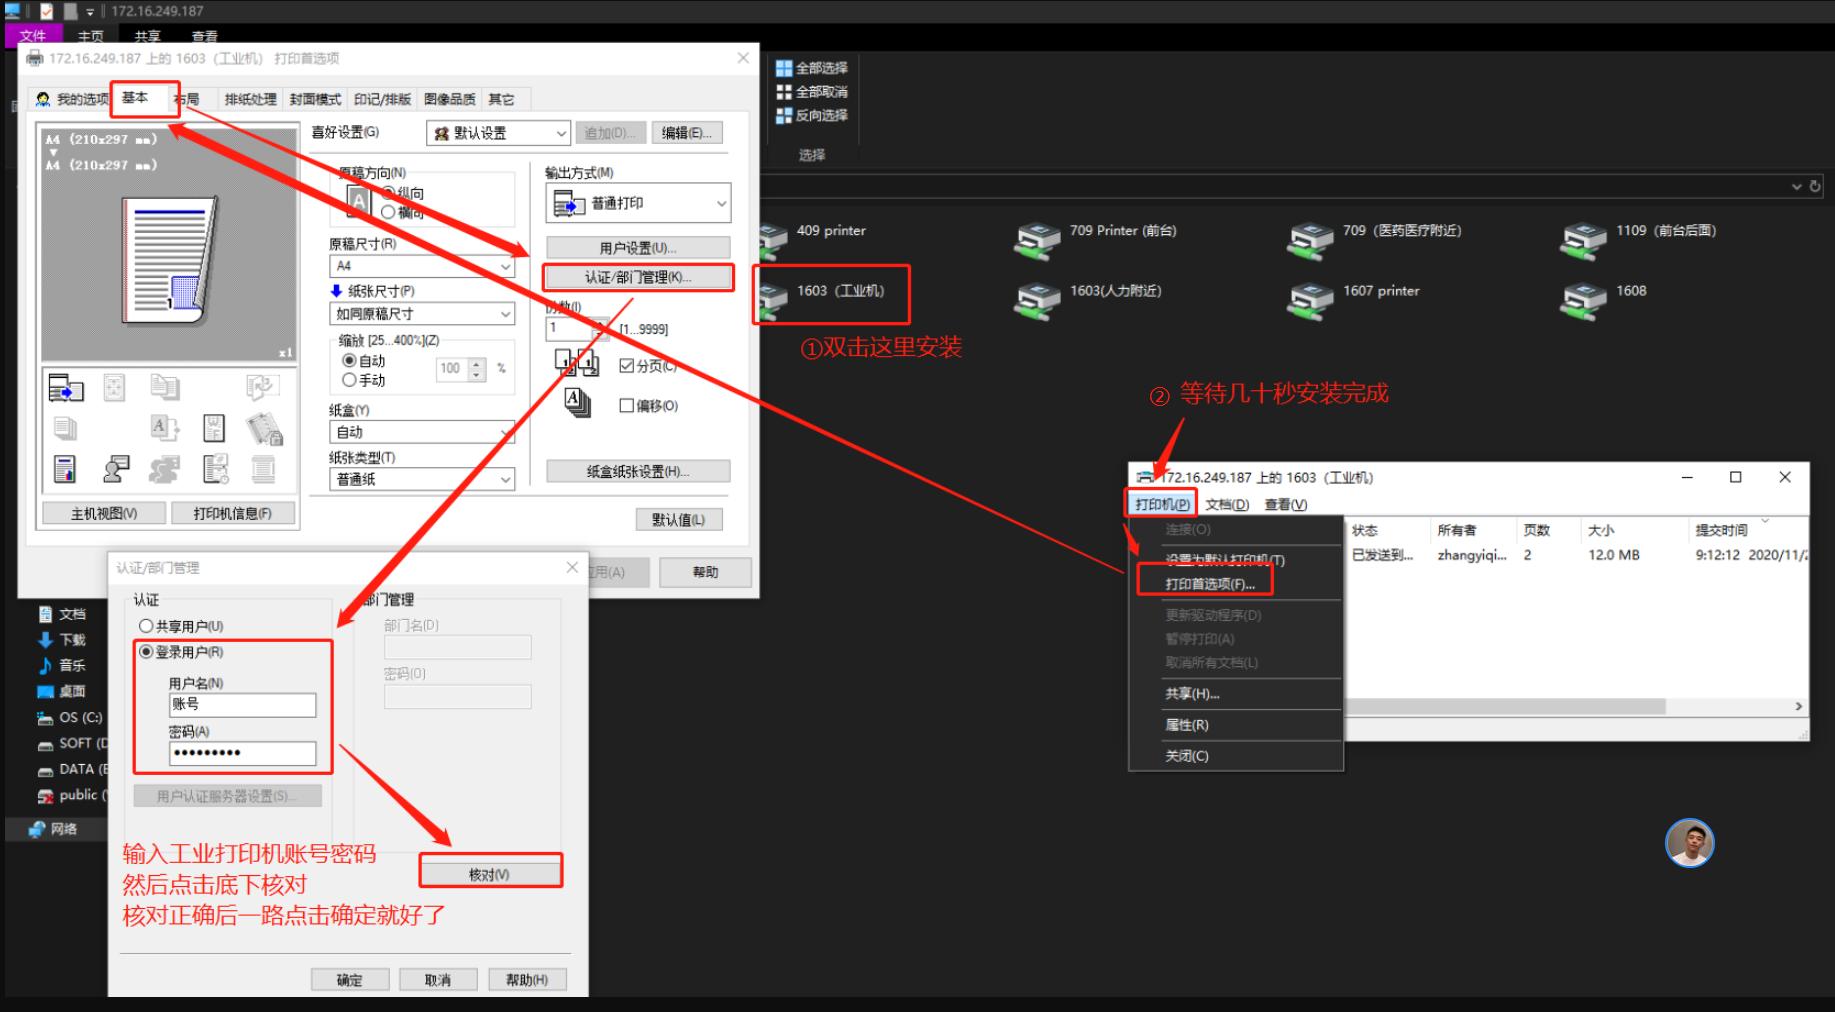 172.16.249.187
文件
主页
共享
查看
172.16.249.187 上的 1603（工业机） 打印首选项
我的选项
基本
布局
排纸处理
封面模式
印记/排版
图像品质
其它
A4 (210x297 mm)
A4 (210x297 mm)
1
x1
喜好设置(G)
默认设置
追加(D)...
编辑(E)...
原稿方向(N)
A
纵向
横向
原稿尺寸(R)
A4
纸张尺寸(P)
如同原稿尺寸
缩放 [25...400%](Z)
自动
手动
100
%
纸盒(Y)
自动
纸张类型(T)
普通纸
输出方式(M)
普通打印
用户设置(U)...
认证/部门管理(K)...
份数(I)
1
[1...9999]
分页(C)
偏移(O)
纸盒纸张设置(H)...
主机视图(V)
打印机信息(F)
默认值(L)
应用(A)
帮助
全部选择
全部取消
反向选择
选择
409 printer
709 Printer (前台)
709（医药医疗附近）
1109（前台后面）
1603（工业机）
1603(人力附近)
1607 printer
1608
①双击这里安装
② 等待几十秒安装完成
172.16.249.187 上的 1603（工业机）
打印机(P)
文档(D)
查看(V)
连接(O)
设置为默认打印机(T)
打印首选项(F)...
更新驱动程序(D)
暂停打印(A)
取消所有文档(L)
共享(H)...
属性(R)
关闭(C)
状态
所有者
页数
大小
提交时间
已发送到...
zhangyiqi...
2
12.0 MB
9:12:12 2020/11/
文档
下载
音乐
桌面
OS (C:)
SOFT (D
DATA (E
public (
网络
认证/部门管理
认证
共享用户(U)
登录用户(R)
用户名(N)
账号
密码(A)
•••••••••
用户认证服务器设置(S)...
部门管理
部门名(D)
密码(O)
核对(V)
输入工业打印机账号密码
然后点击底下核对
核对正确后一路点击确定就好了
确定
取消
帮助(H)